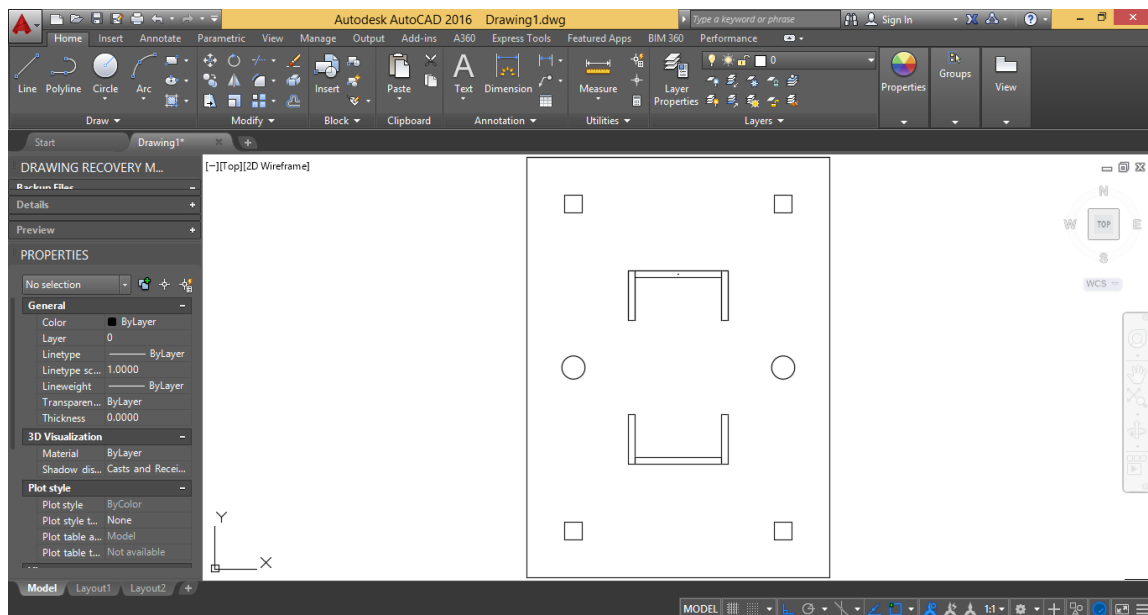 Autodesk AutoCAD 2016 Drawing1.dwg
Type a keyword or phrase
Sign In
Home Insert Annotate Parametric View Manage Output Add-ins A360 Express Tools Featured Apps BIM 360 Performance
Line Polyline Circle Arc
Insert
Paste
Text Dimension
Measure
Layer Properties
0
Properties
Groups
View
Draw Modify Block Clipboard Annotation Utilities Layers
Start Drawing1*
DRAWING RECOVERY M...
Backup Files
Details
Preview
PROPERTIES
No selection
General
Color ByLayer
Layer 0
Linetype ByLayer
Linetype sc... 1.0000
Lineweight ByLayer
Transparen... ByLayer
Thickness 0.0000
3D Visualization
Material ByLayer
Shadow dis... Casts and Recei...
Plot style
Plot style ByColor
Plot style t... None
Plot table a... Model
Plot table t... Not available
[−][Top][2D Wireframe]
N
W TOP E
S
WCS
Y
X
Model Layout1 Layout2 +
MODEL 1:1